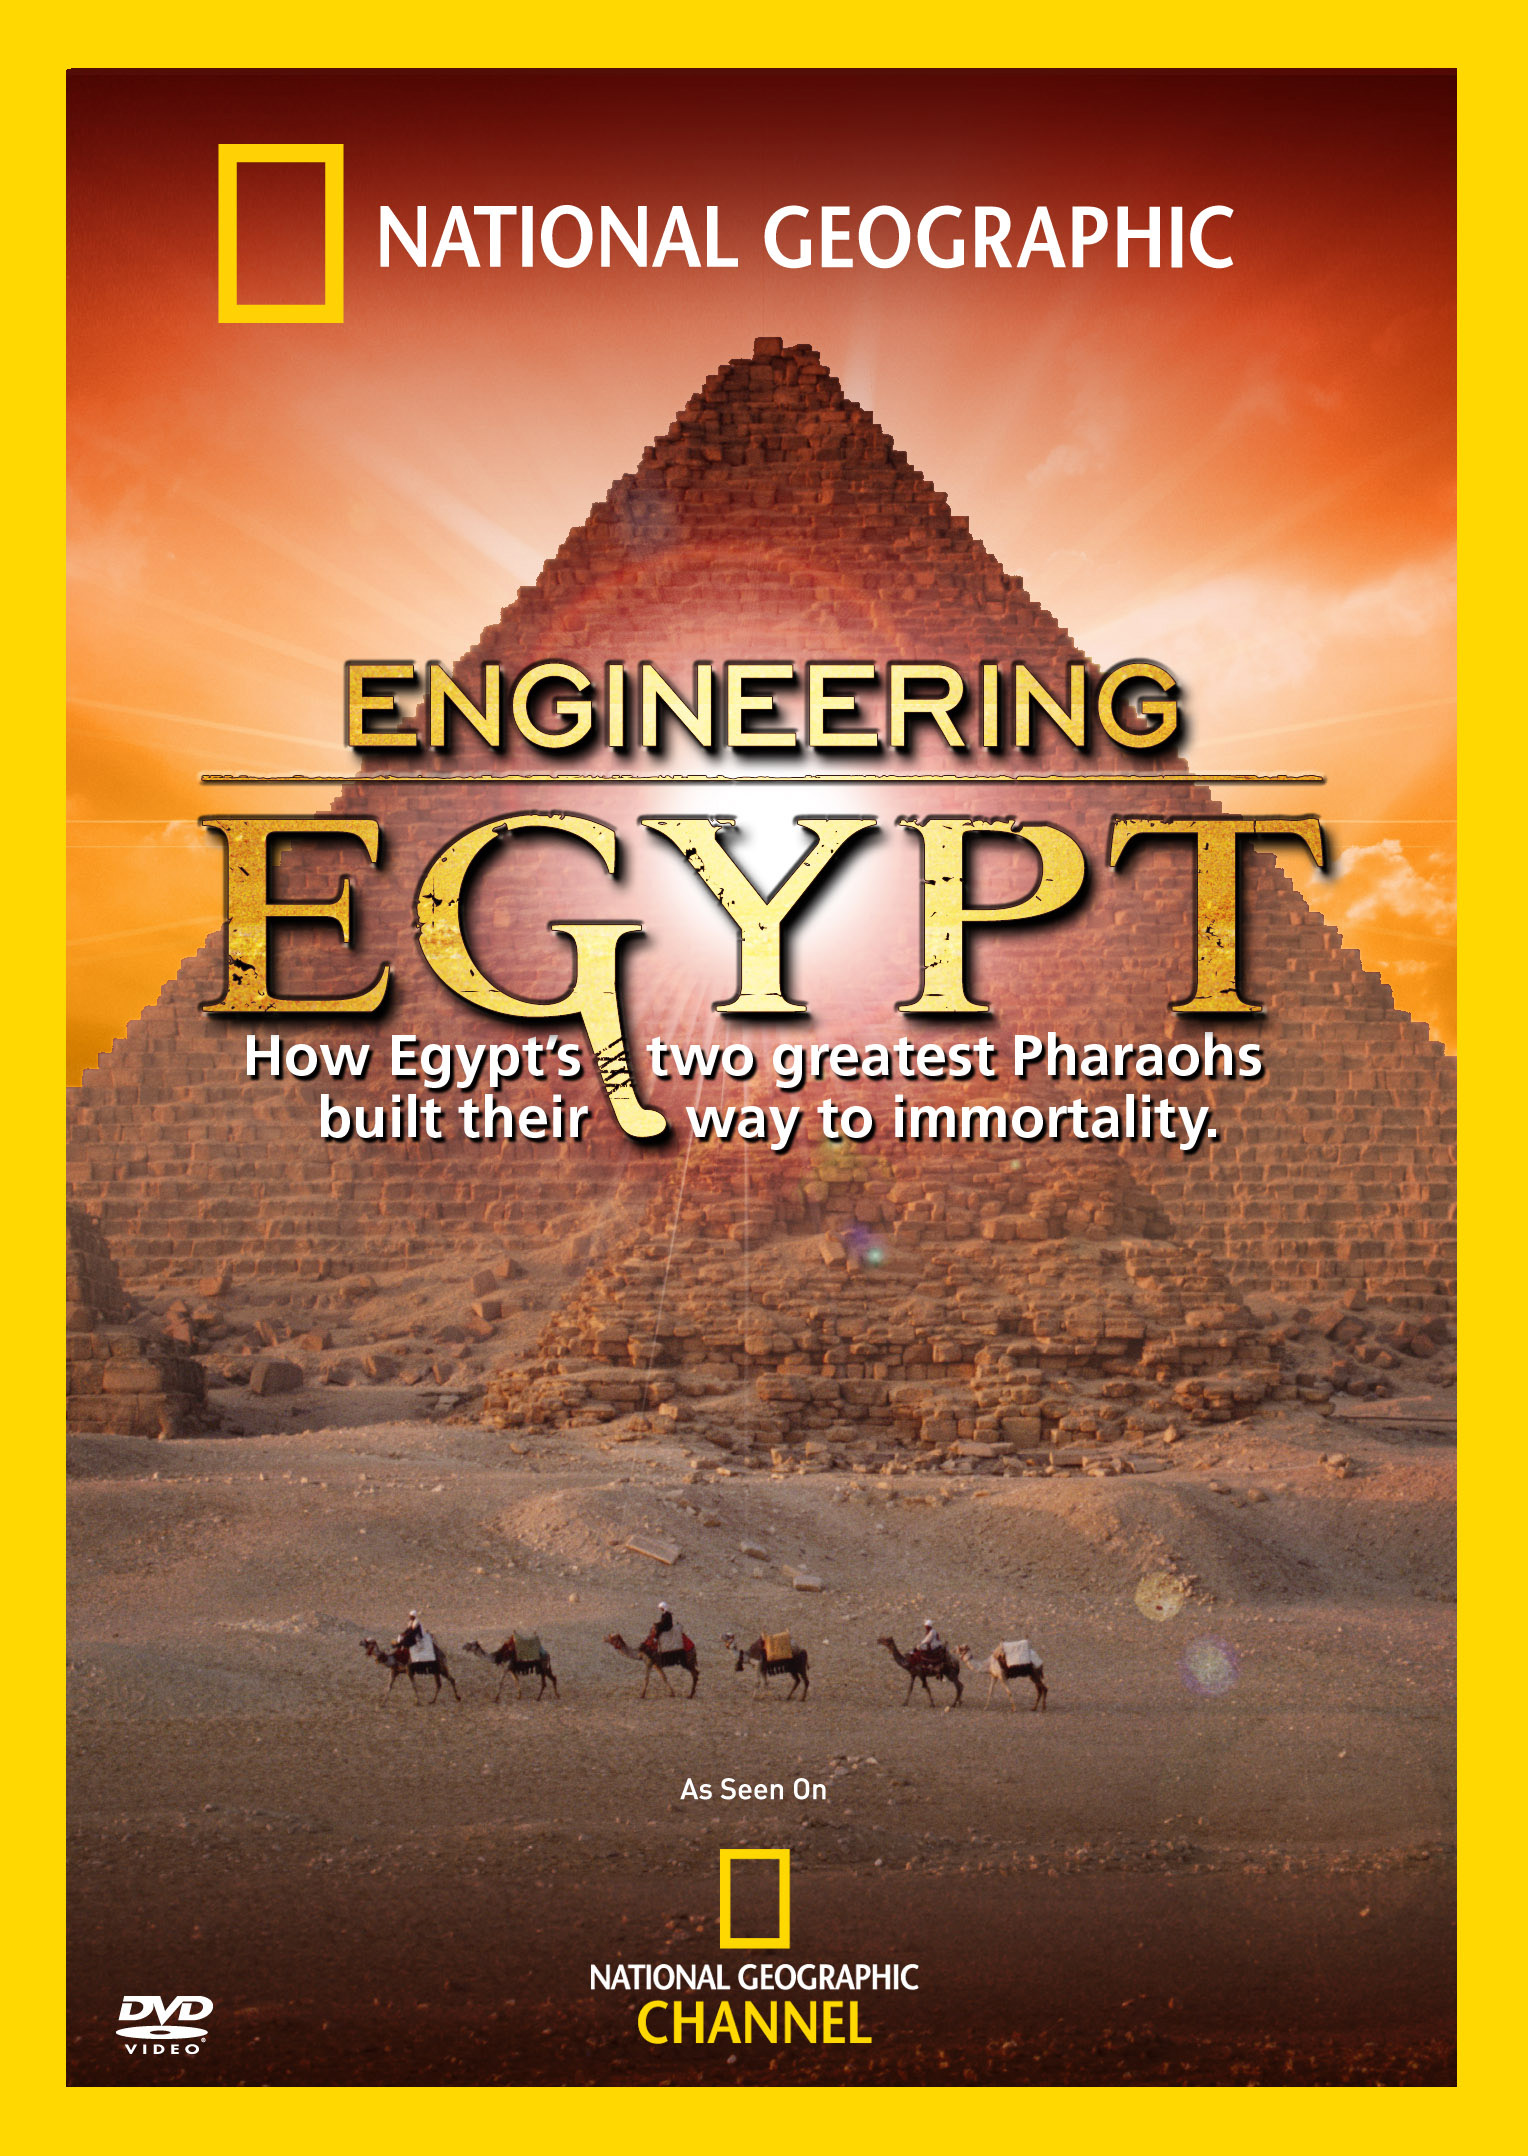 NATIONAL GEOGRAPHIC
ENGINEERING
EGYPT
How Egypt's two greatest Pharaohs
built their way to immortality.
As Seen On
NATIONAL GEOGRAPHIC
CHANNEL
DVD
VIDEO